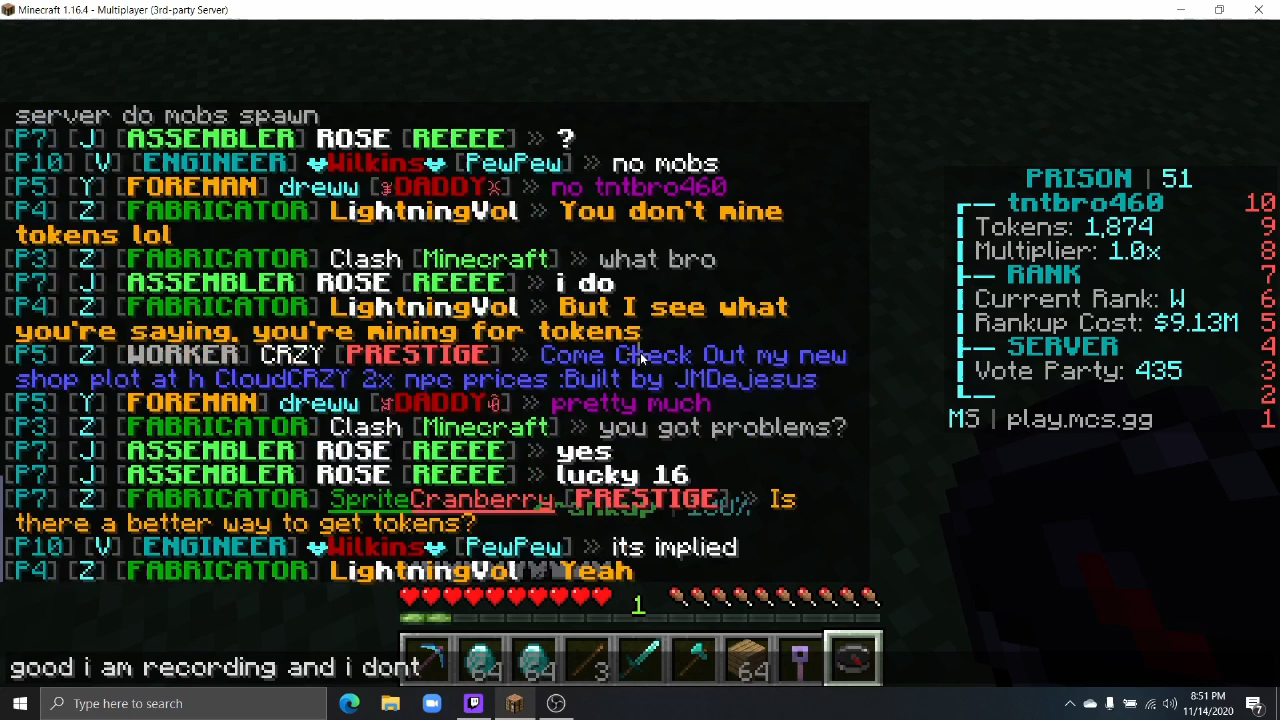 Minecraft 1.16.4 - Multiplayer (3rd-party Server)
server do mobs spawn
[P7] [J] [ASSEMBLER] ROSE [REEEE] » ?
[P10] [V] [ENGINEER] ❤Wilkins❤ [PewPew] » no mobs
[P5] [Y] [FOREMAN] dreww [DADDY] » no tntbro460
[P4] [Z] [FABRICATOR] LightningVol » You don't mine
tokens lol
[P3] [Z] [FABRICATOR] Clash [Minecraft] » what bro
[P7] [J] [ASSEMBLER] ROSE [REEEE] » i do
[P4] [Z] [FABRICATOR] LightningVol » But I see what
you're saying, you're mining for tokens
[P5] [Z] [WORKER] CRZY [PRESTIGE] » Come Check Out my new
shop plot at h CloudCRZY 2x npc prices :Built by JMDejesus
[P5] [Y] [FOREMAN] dreww [DADDY] » pretty much
[P3] [Z] [FABRICATOR] Clash [Minecraft] » you got problems?
[P7] [J] [ASSEMBLER] ROSE [REEEE] » yes
[P7] [J] [ASSEMBLER] ROSE [REEEE] » lucky 16
[P7] [Z] [FABRICATOR] SpriteCranberry [PRESTIGE] » Is
there a better way to get tokens?
[P10] [V] [ENGINEER] ❤Wilkins❤ [PewPew] » its implied
[P4] [Z] [FABRICATOR] LightningVol » Yeah
PRISON | 51
tntbro460 10
Tokens: 1,874 9
Multiplier: 1.0x 8
RANK 7
Current Rank: W 6
Rankup Cost: $9.13M 5
SERVER 4
Vote Party: 435 3
2
MS | play.mcs.gg 1
1
64 64 3 64
good i am recording and i dont
Type here to search
8:51 PM
11/14/2020
7